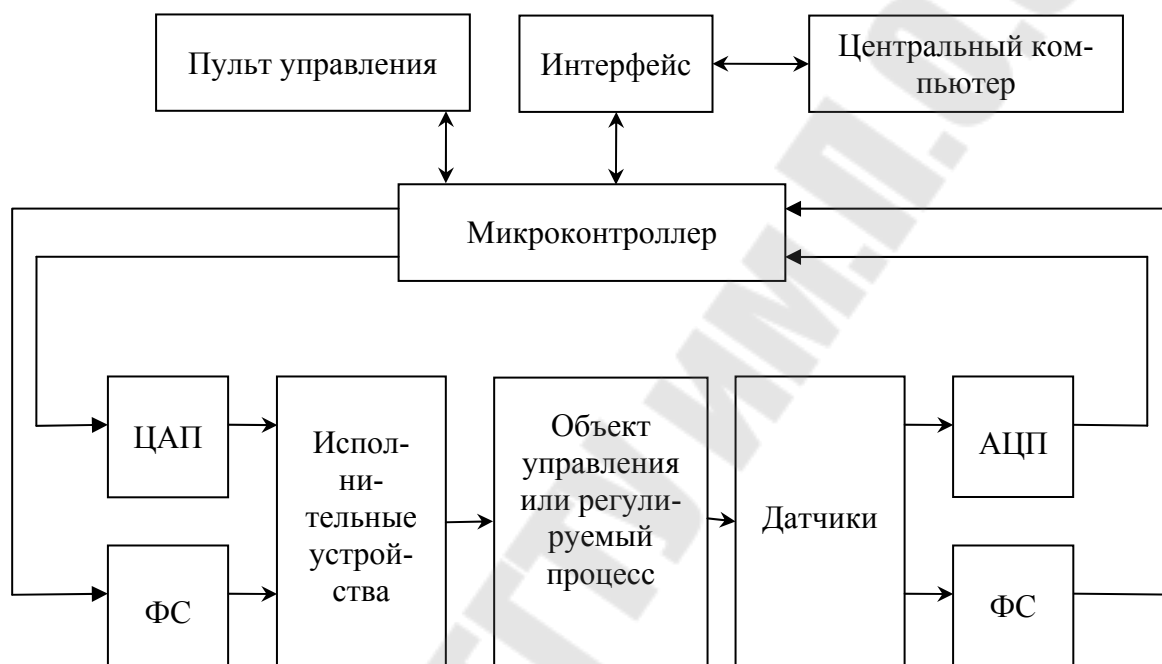 Пульт управления
Интерфейс
Центральный ком-
пьютер
Микроконтроллер
ЦАП
Испол-
ни-
тельные
устрой-
ства
Объект
управления
или регули-
руемый
процесс
Датчики
АЦП
ФС
ФС